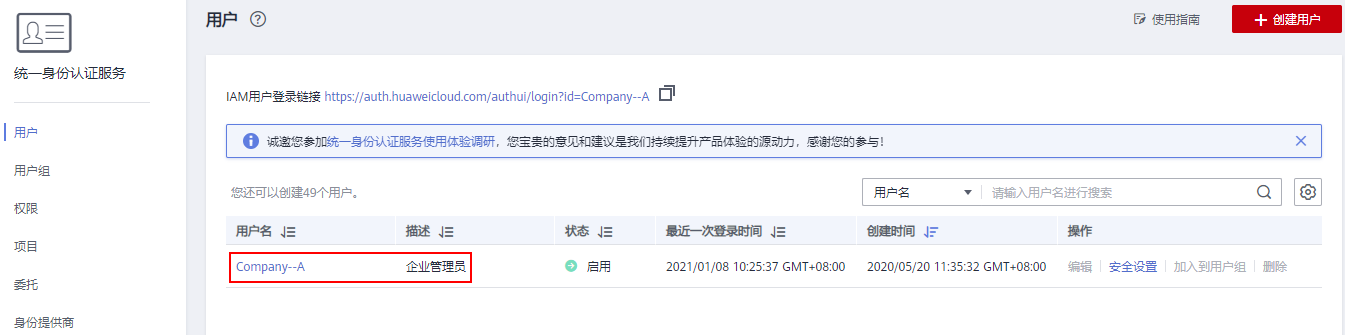 统一身份认证服务
用户
用户组
权限
项目
委托
身份提供商
用户 ?
使用指南
创建用户
IAM用户登录链接 https://auth.huaweicloud.com/authui/login?id=Company--A
诚邀您参加统一身份认证服务使用体验调研，您宝贵的意见和建议是我们持续提升产品体验的源动力，感谢您的参与！
您还可以创建49个用户。
用户名 请输入用户名进行搜索
用户名 描述 状态 最近一次登录时间 创建时间 操作
Company--A 企业管理员 启用 2021/01/08 10:25:37 GMT+08:00 2020/05/20 11:35:32 GMT+08:00 编辑 安全设置 加入到用户组 删除